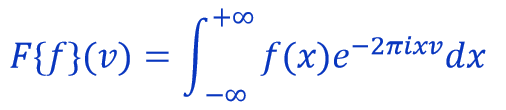 F{f}(v) = ∫_{-∞}^{+∞} f(x)e^{-2πixv}dx